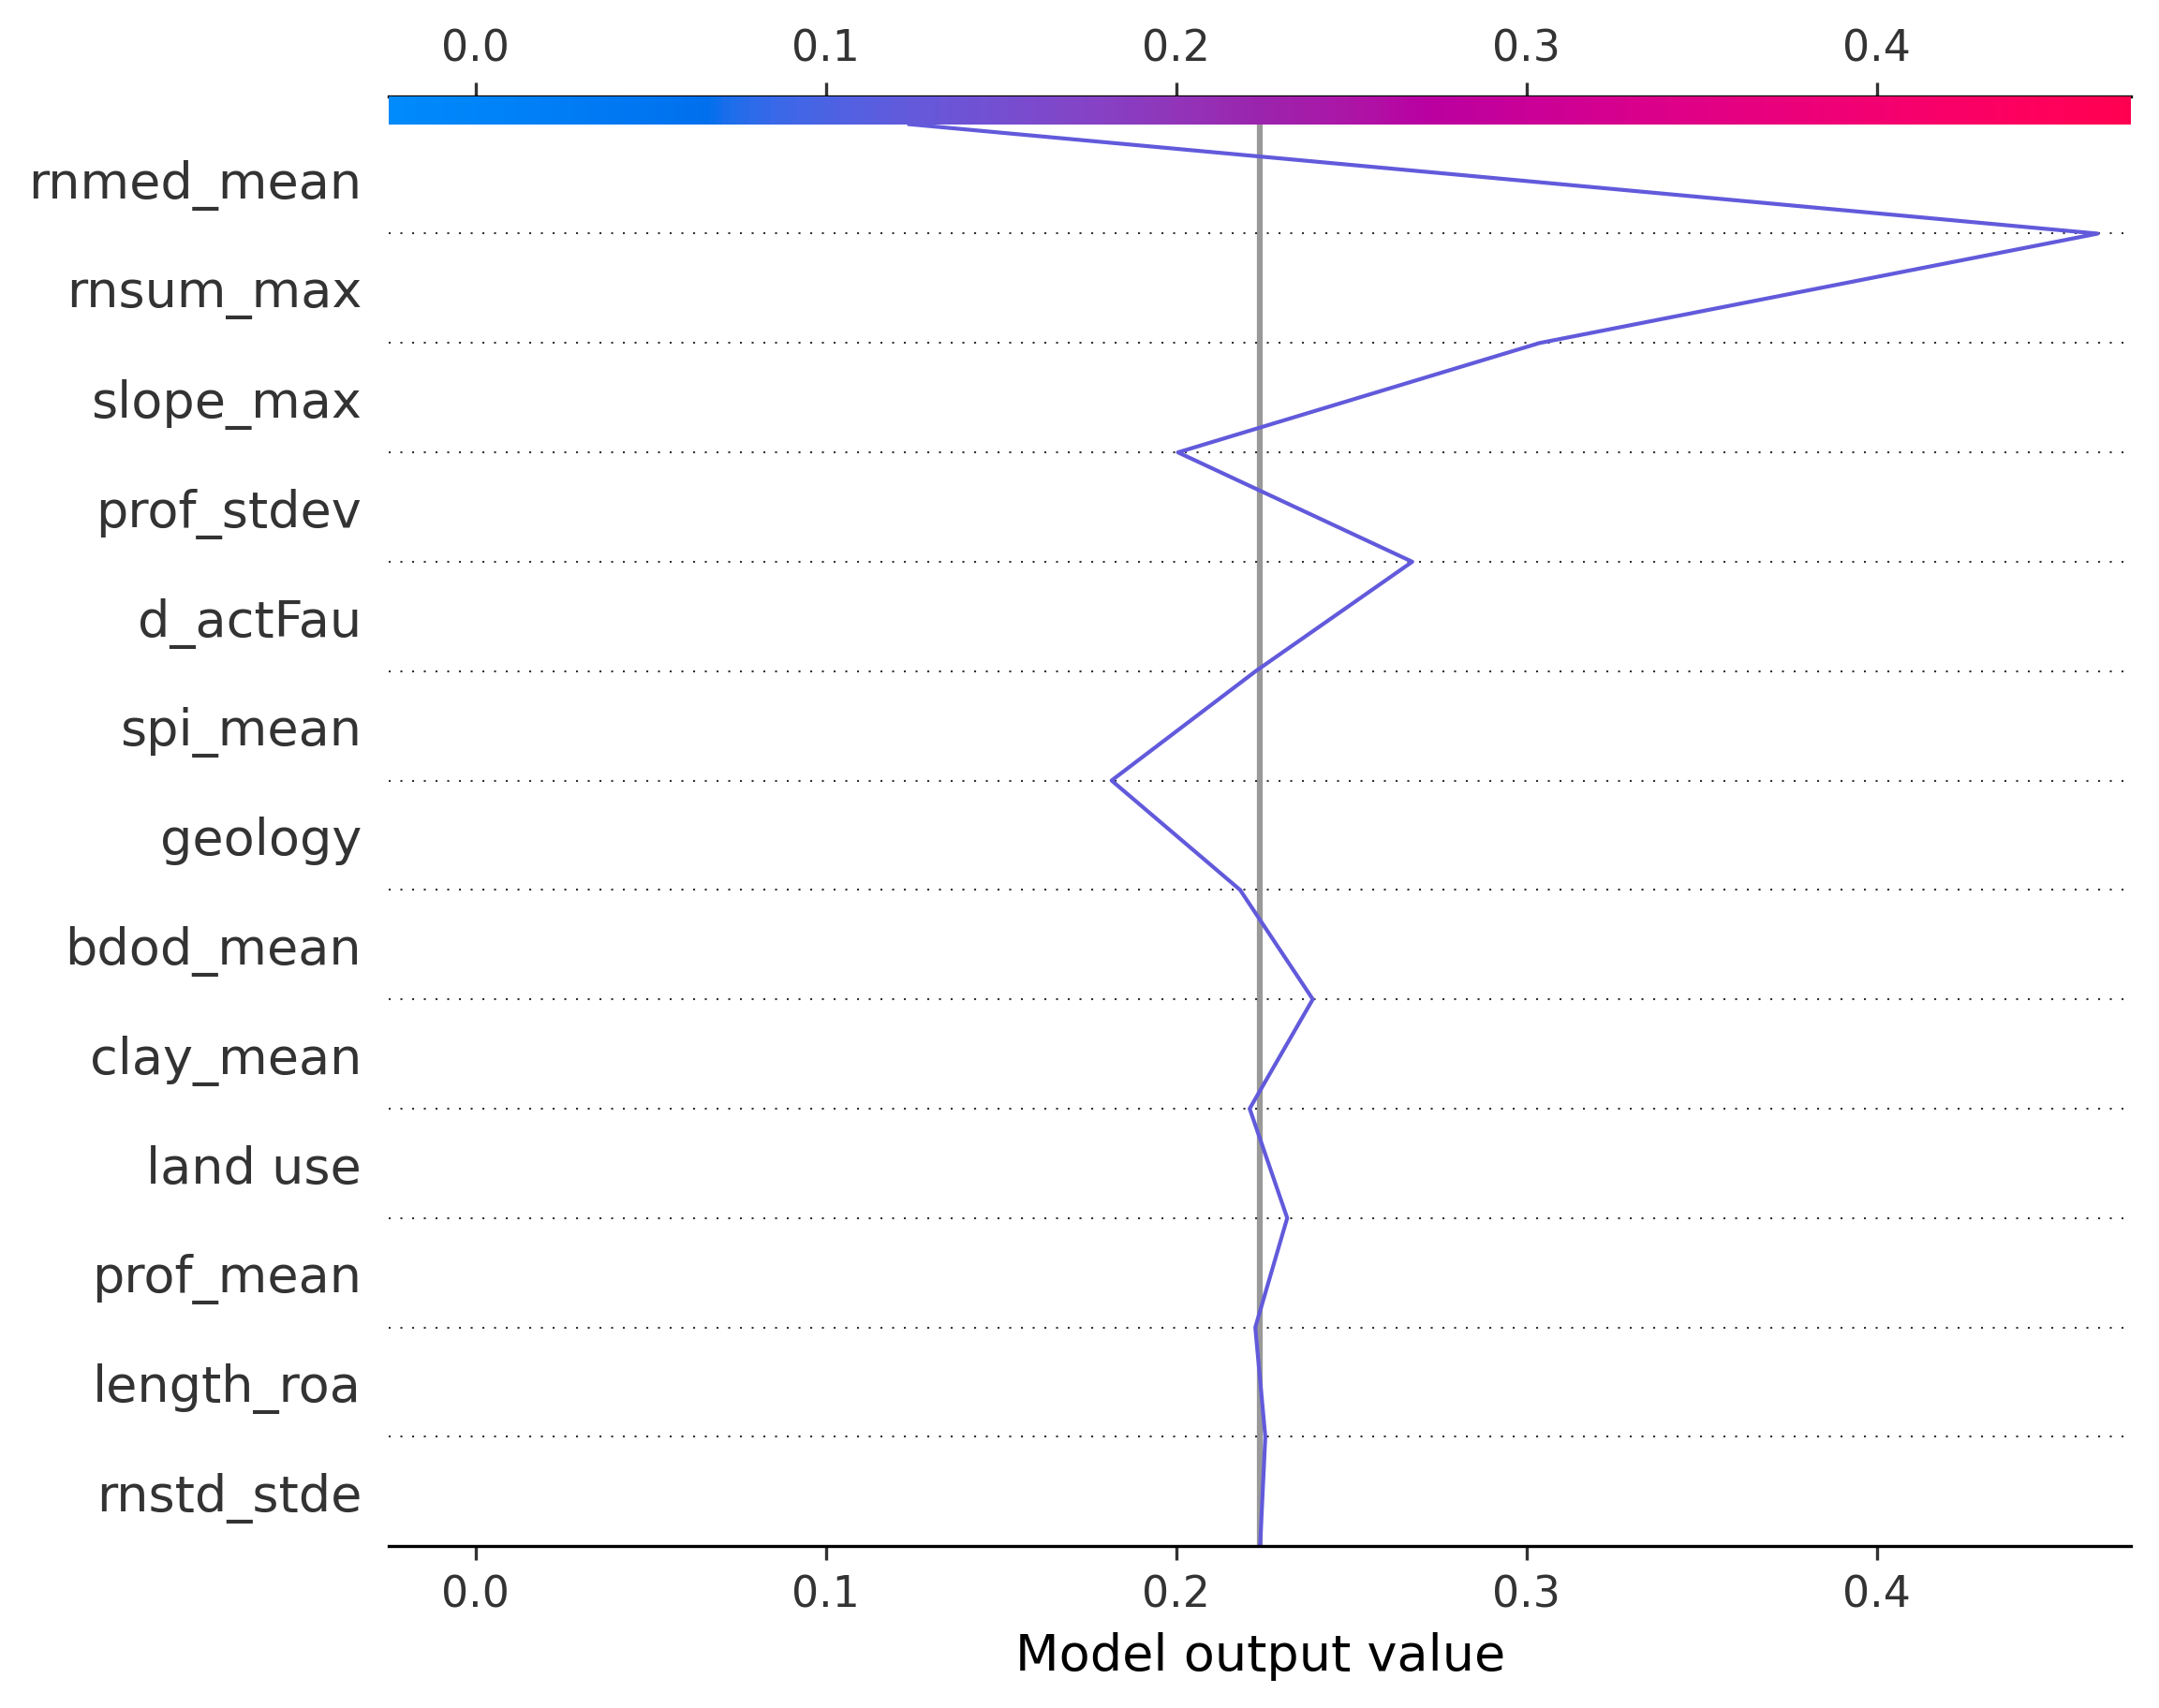 0.0 0.1 0.2 0.3 0.4
rnmed_mean
rnsum_max
slope_max
prof_stdev
d_actFau
spi_mean
geology
bdod_mean
clay_mean
land use
prof_mean
length_roa
rnstd_stde
0.0 0.1 0.2 0.3 0.4
Model output value